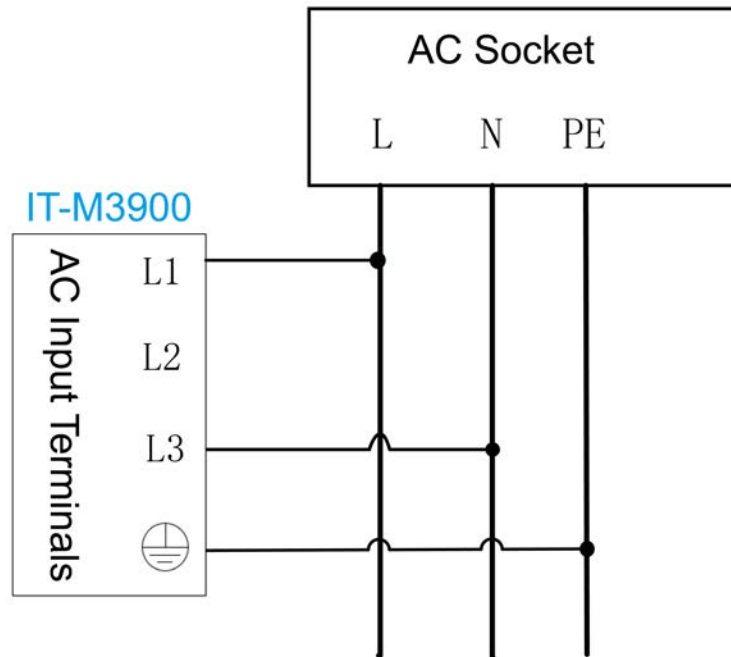 AC Socket
L N PE
IT-M3900
AC Input Terminals
L1
L2
L3